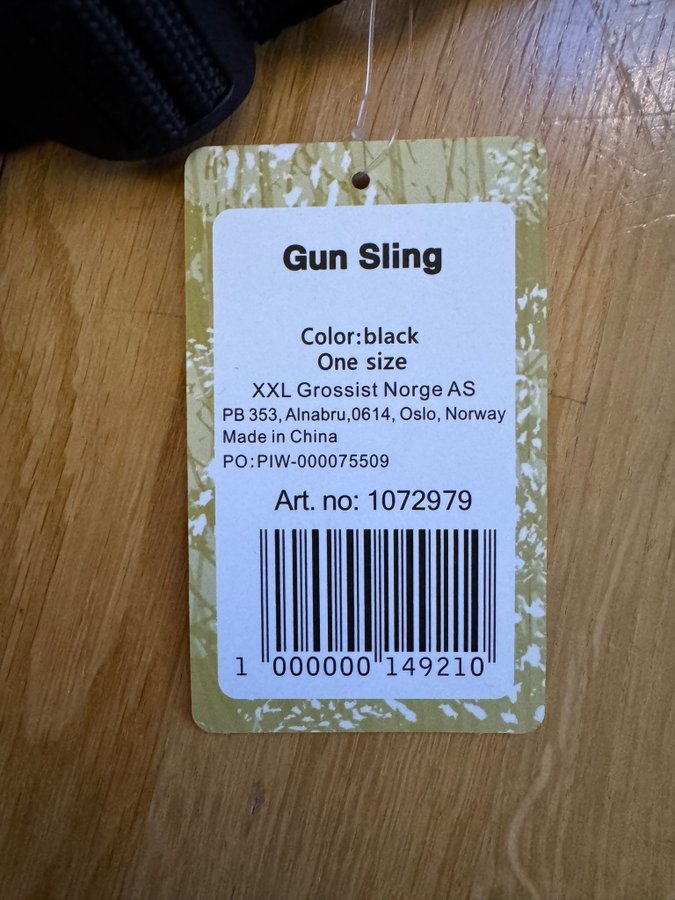 Gun Sling
Color:black
One size
XXL Grossist Norge AS
PB 353, Alnabru,0614, Oslo, Norway
Made in China
PO:PIW-000075509
Art. no: 1072979
1 000000 149210